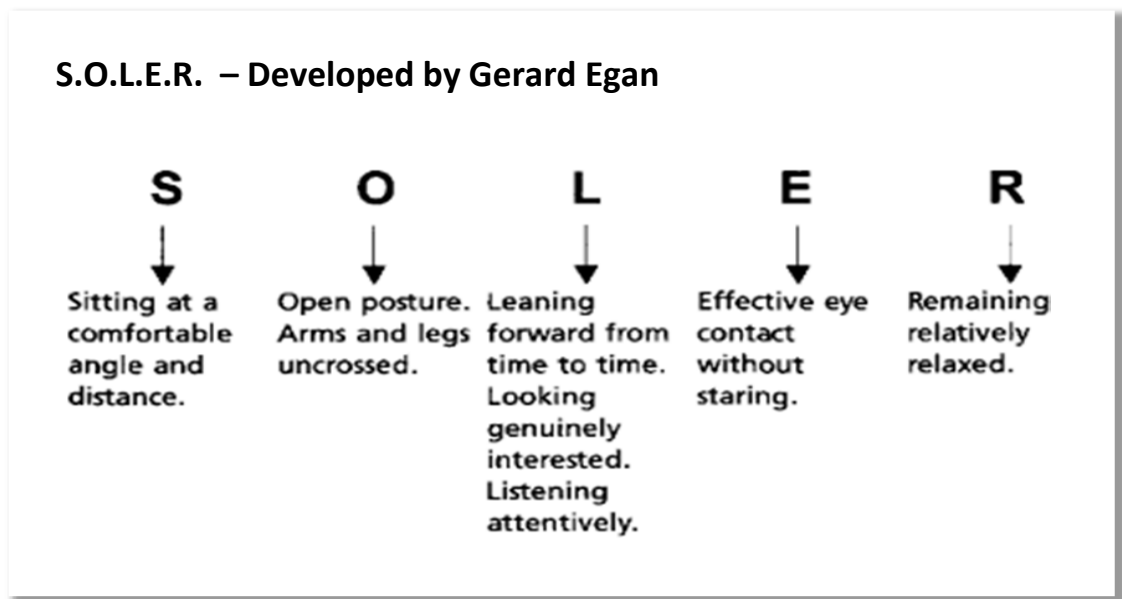 S.O.L.E.R. – Developed by Gerard Egan
S O L E R
Sitting at a
comfortable
angle and
distance.
Open posture.
Arms and legs
uncrossed.
Leaning
forward from
time to time.
Looking
genuinely
interested.
Listening
attentively.
Effective eye
contact
without
staring.
Remaining
relatively
relaxed.